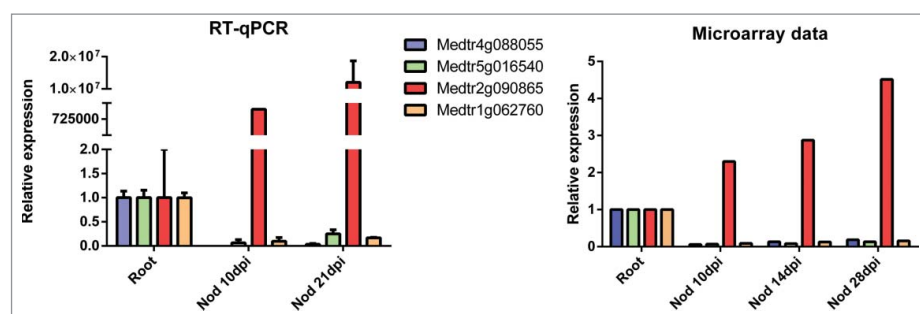 RT-qPCR
Relative expression
2.0×10⁷
1.0×10⁷
725000
2.0
1.5
1.0
0.5
0.0
Root
Nod 10dpi
Nod 21dpi
Medtr4g088055
Medtr5g016540
Medtr2g090865
Medtr1g062760
Microarray data
Relative expression
5
4
3
2
1
0
Root
Nod 10dpi
Nod 14dpi
Nod 28dpi